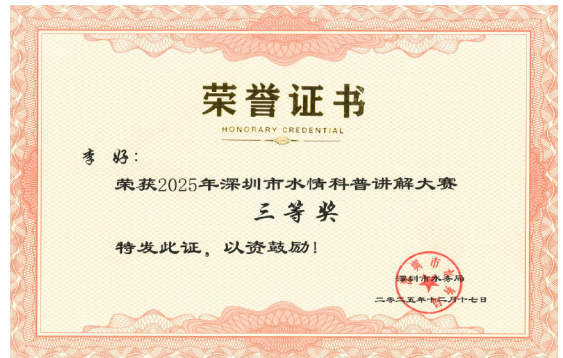 荣誉证书
HONORARY CREDENTIAL
李好：
荣获2025年深圳市水情科普讲解大赛
三等奖
特发此证，以资鼓励！
深圳市水务局
二零二五年十二月十七日